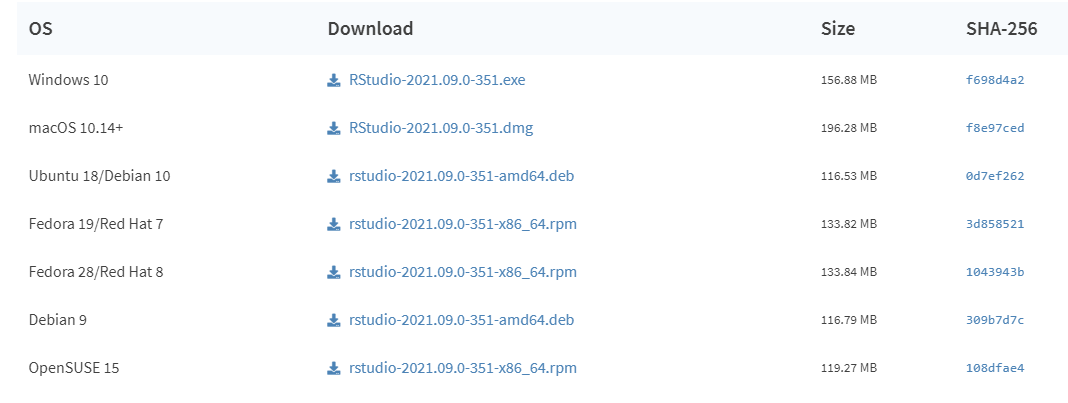 OS Download Size SHA-256
Windows 10 RStudio-2021.09.0-351.exe 156.88 MB f698d4a2
macOS 10.14+ RStudio-2021.09.0-351.dmg 196.28 MB f8e97ced
Ubuntu 18/Debian 10 rstudio-2021.09.0-351-amd64.deb 116.53 MB 0d7ef262
Fedora 19/Red Hat 7 rstudio-2021.09.0-351-x86_64.rpm 133.82 MB 3d858521
Fedora 28/Red Hat 8 rstudio-2021.09.0-351-x86_64.rpm 133.84 MB 1043943b
Debian 9 rstudio-2021.09.0-351-amd64.deb 116.79 MB 309b7d7c
OpenSUSE 15 rstudio-2021.09.0-351-x86_64.rpm 119.27 MB 108dfae4